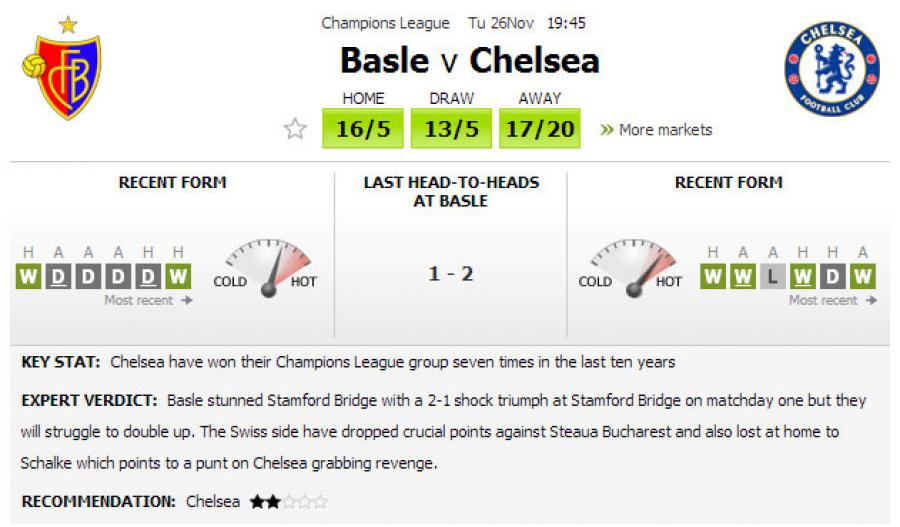 Champions League Tu 26Nov 19:45
Basle v Chelsea
HOME DRAW AWAY
16/5 13/5 17/20 » More markets
FCB
CHELSEA
FOOTBALL CLUB
RECENT FORM
H A A A H H
W D D D D W
COLD HOT
Most recent →
LAST HEAD-TO-HEADS
AT BASLE
1 - 2
RECENT FORM
COLD HOT
H A A H H A
W W L W D W
Most recent →
KEY STAT: Chelsea have won their Champions League group seven times in the last ten years
EXPERT VERDICT: Basle stunned Stamford Bridge with a 2-1 shock triumph at Stamford Bridge on matchday one but they
will struggle to double up. The Swiss side have dropped crucial points against Steaua Bucharest and also lost at home to
Schalke which points to a punt on Chelsea grabbing revenge.
RECOMMENDATION: Chelsea ★★☆☆☆